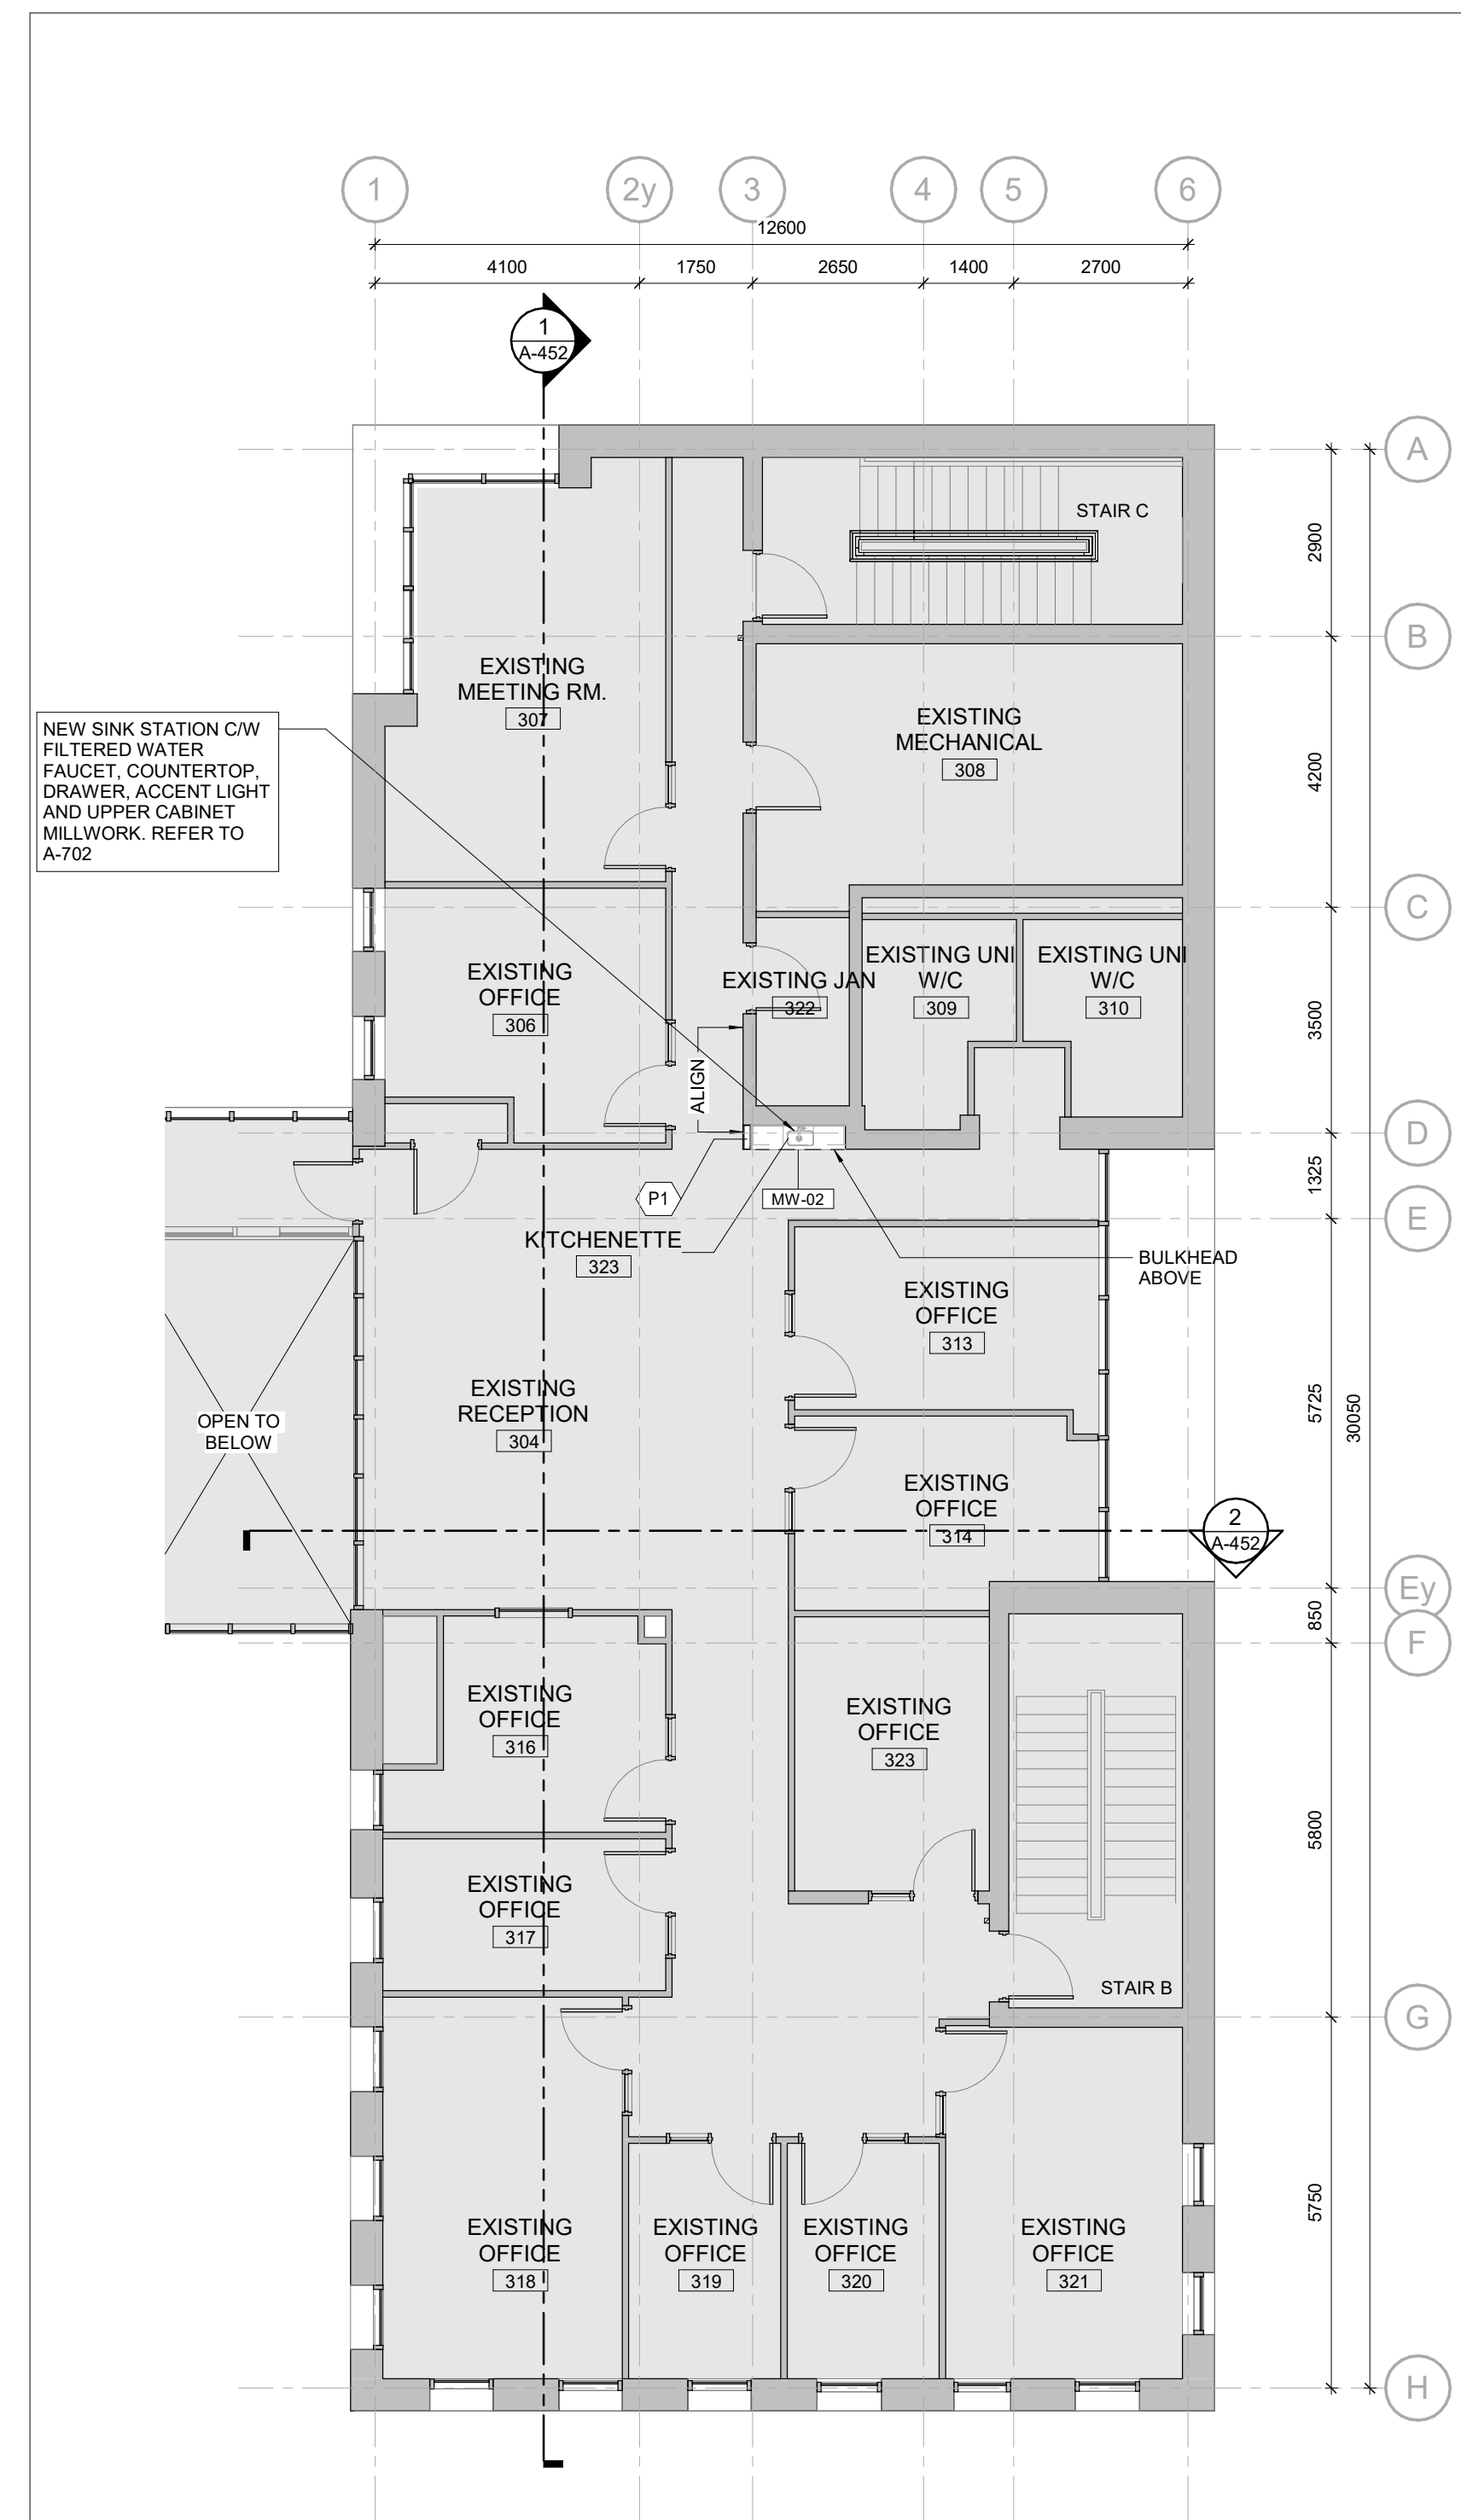 1
2y
3
4
5
6
12600
4100
1750
2650
1400
2700
1
A-452
A
STAIR C
2900
B
EXISTING
MEETING RM.
307
NEW SINK STATION C/W
FILTERED WATER
FAUCET, COUNTERTOP,
DRAWER, ACCENT LIGHT
AND UPPER CABINET
MILLWORK. REFER TO
A-702
EXISTING
MECHANICAL
308
4200
C
EXISTING
OFFICE
306
EXISTING JAN
322
EXISTING UNI
W/C
309
EXISTING UNI
W/C
310
3500
ALIGN
D
P1
MW-02
1325
E
KITCHENETTE
323
BULKHEAD
ABOVE
EXISTING
OFFICE
313
EXISTING
RECEPTION
304
OPEN TO
BELOW
5725
30050
EXISTING
OFFICE
314
2
A-452
Ey
850
F
EXISTING
OFFICE
316
EXISTING
OFFICE
323
5800
EXISTING
OFFICE
317
STAIR B
G
5750
EXISTING
OFFICE
318
EXISTING
OFFICE
319
EXISTING
OFFICE
320
EXISTING
OFFICE
321
H